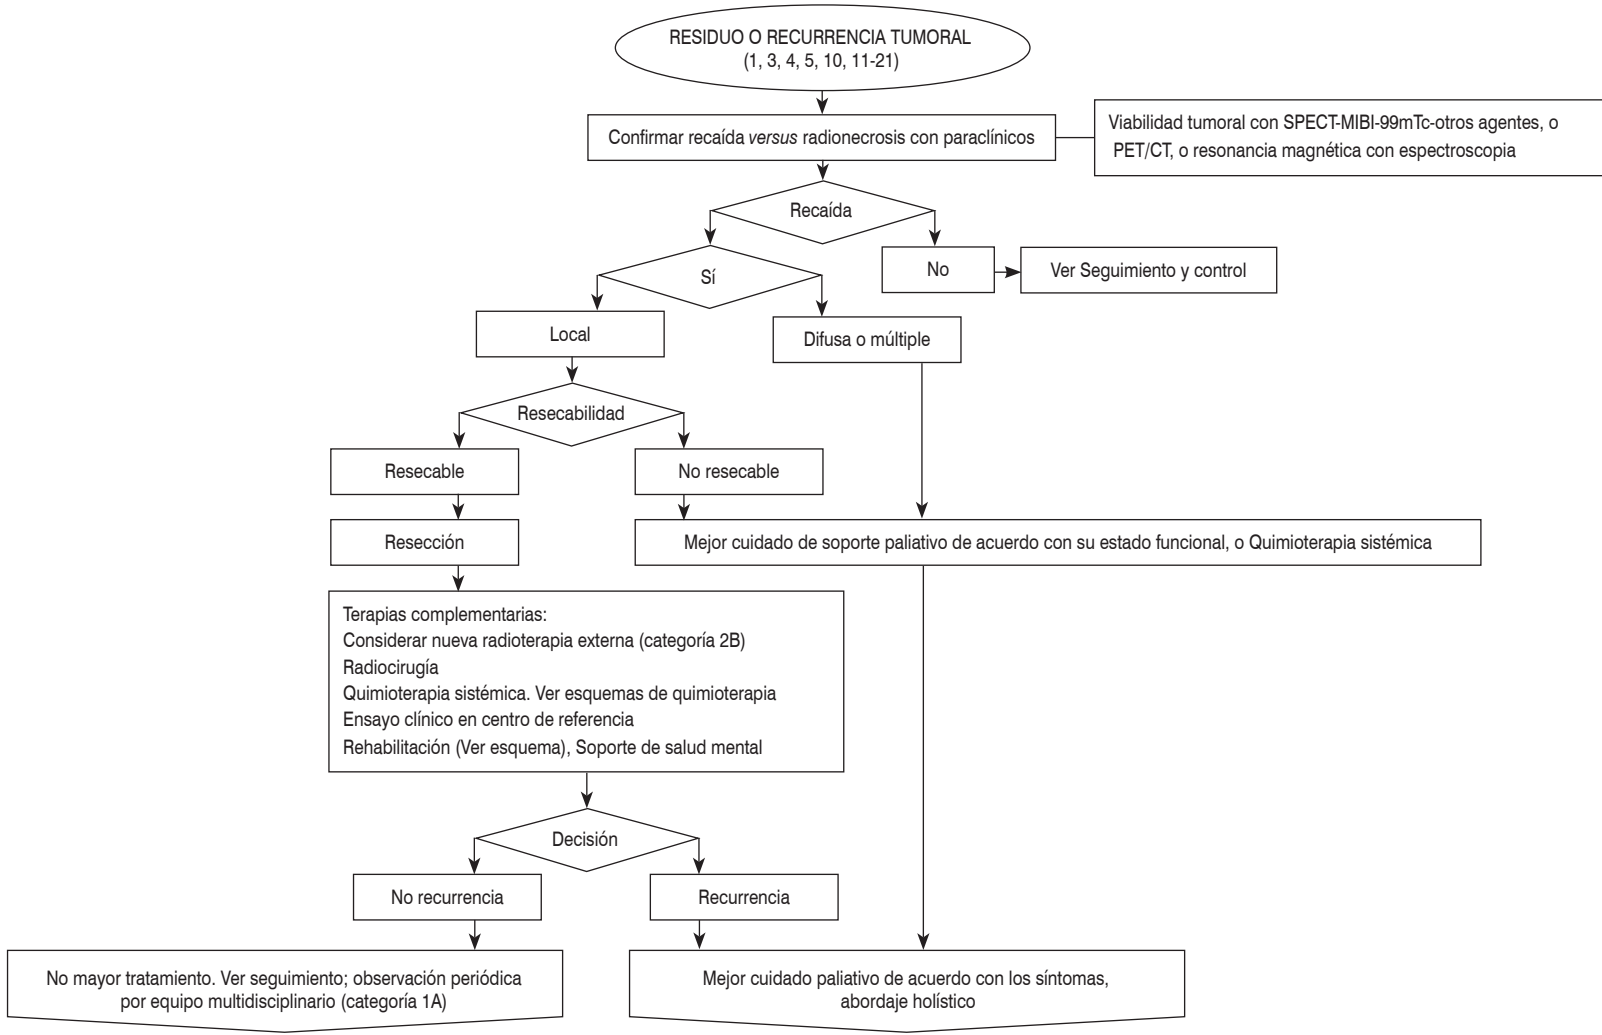 RESIDUO O RECURRENCIA TUMORAL
(1, 3, 4, 5, 10, 11-21)
Confirmar recaída versus radionecrosis con paraclínicos
Viabilidad tumoral con SPECT-MIBI-99mTc-otros agentes, o
PET/CT, o resonancia magnética con espectroscopia
Recaída
Sí
No
Ver Seguimiento y control
Local
Difusa o múltiple
Resecabilidad
Resecable
No resecable
Resección
Mejor cuidado de soporte paliativo de acuerdo con su estado funcional, o Quimioterapia sistémica
Terapias complementarias:
Considerar nueva radioterapia externa (categoría 2B)
Radiocirugía
Quimioterapia sistémica. Ver esquemas de quimioterapia
Ensayo clínico en centro de referencia
Rehabilitación (Ver esquema), Soporte de salud mental
Decisión
No recurrencia
Recurrencia
No mayor tratamiento. Ver seguimiento; observación periódica
por equipo multidisciplinario (categoría 1A)
Mejor cuidado paliativo de acuerdo con los síntomas,
abordaje holístico